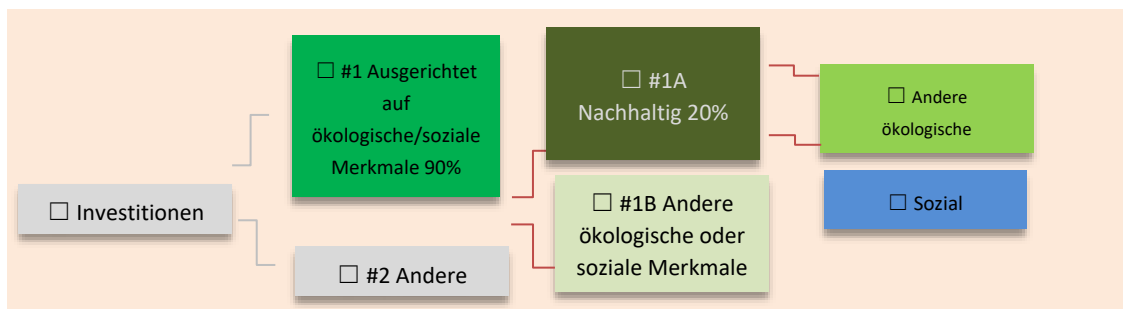 ☐ Investitionen
☐ #1 Ausgerichtet
auf
ökologische/soziale
Merkmale 90%
☐ #2 Andere
☐ #1A
Nachhaltig 20%
☐ #1B Andere
ökologische oder
soziale Merkmale
☐ Andere
ökologische
☐ Sozial